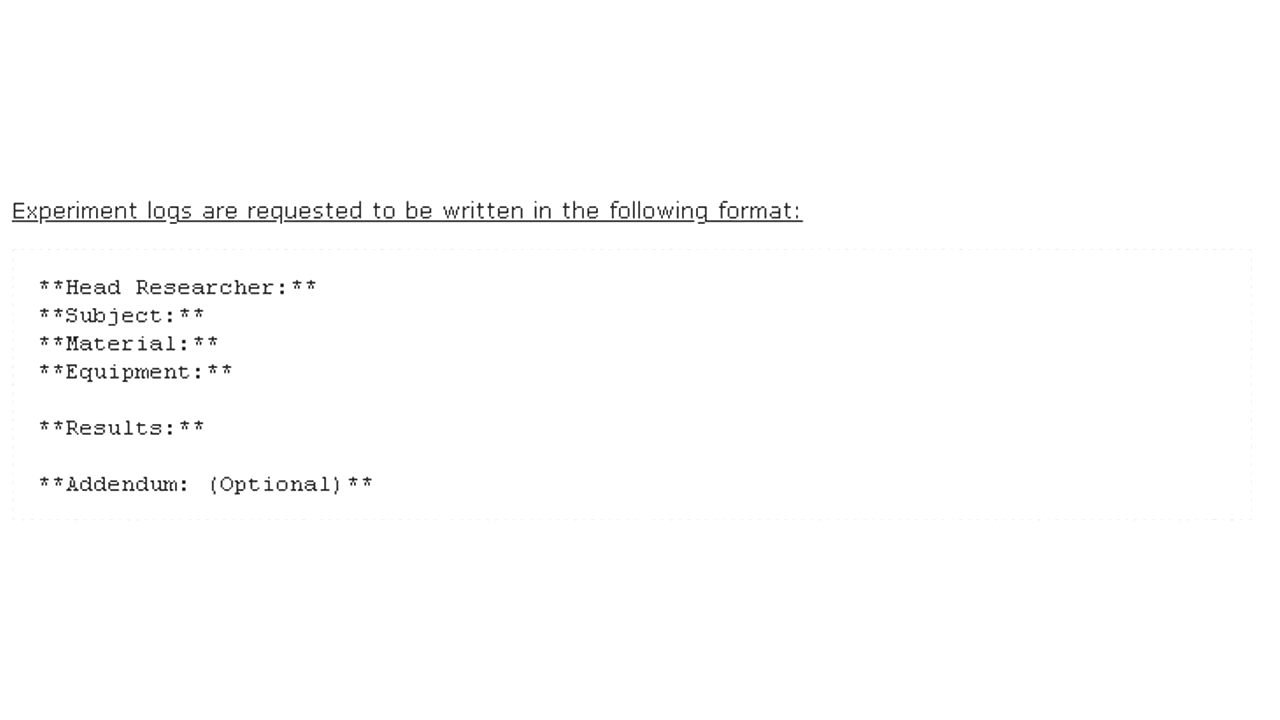 Experiment logs are requested to be written in the following format:
**Head Researcher:**
**Subject:**
**Material:**
**Equipment:**
**Results:**
**Addendum: (Optional)**